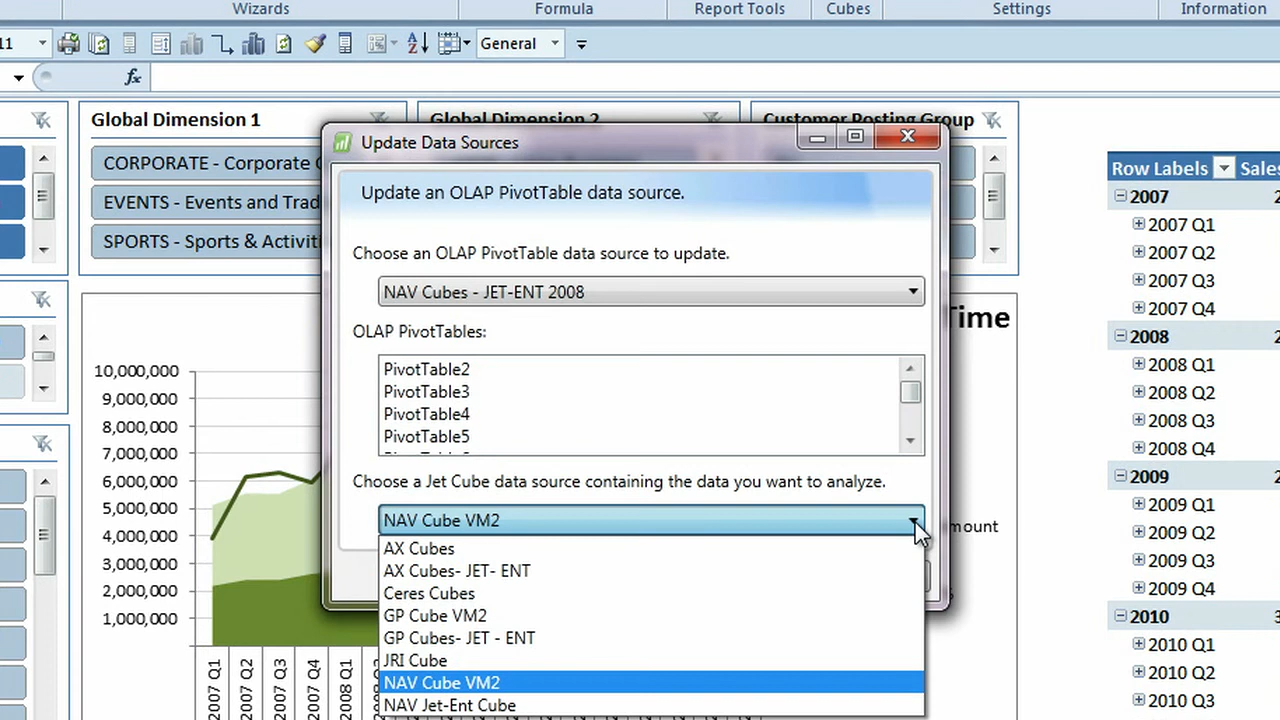 Wizards Formula Report Tools Cubes Settings Information
11 General
fx
Global Dimension 1 Global Dimension 2 Customer Posting Group
CORPORATE - Corporate
EVENTS - Events and Trad
SPORTS - Sports & Activiti
Update Data Sources
Update an OLAP PivotTable data source.
Choose an OLAP PivotTable data source to update.
NAV Cubes - JET-ENT 2008
OLAP PivotTables:
PivotTable2
PivotTable3
PivotTable4
PivotTable5
Choose a Jet Cube data source containing the data you want to analyze.
NAV Cube VM2
AX Cubes
AX Cubes- JET- ENT
Ceres Cubes
GP Cube VM2
GP Cubes- JET - ENT
JRI Cube
NAV Cube VM2
NAV Jet-Ent Cube
Time
mount
10,000,000
9,000,000
8,000,000
7,000,000
6,000,000
5,000,000
4,000,000
3,000,000
2,000,000
1,000,000
2007 Q1
2007 Q2
2007 Q3
2007 Q4
2008 Q1
Row Labels Sales
2007
2007 Q1
2007 Q2
2007 Q3
2007 Q4
2008
2008 Q1
2008 Q2
2008 Q3
2008 Q4
2009
2009 Q1
2009 Q2
2009 Q3
2009 Q4
2010
2010 Q1
2010 Q2
2010 Q3